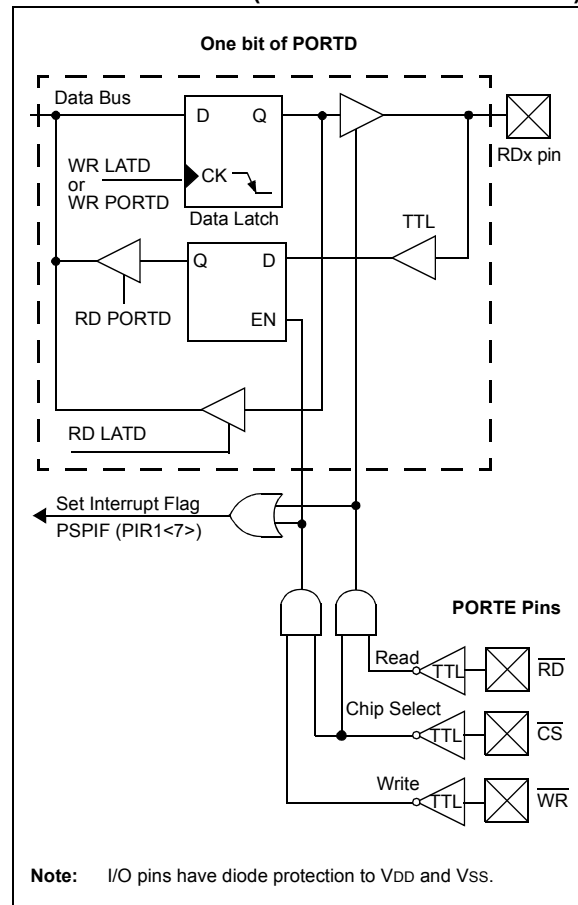 One bit of PORTD
Data Bus
D Q
RDx pin
WR LATD
or
WR PORTD
CK
Data Latch
TTL
Q D
EN
RD PORTD
RD LATD
Set Interrupt Flag
PSPIF (PIR1<7>)
PORTE Pins
Read
TTL
RD
Chip Select
TTL
CS
Write
TTL
WR
Note: I/O pins have diode protection to VDD and VSS.